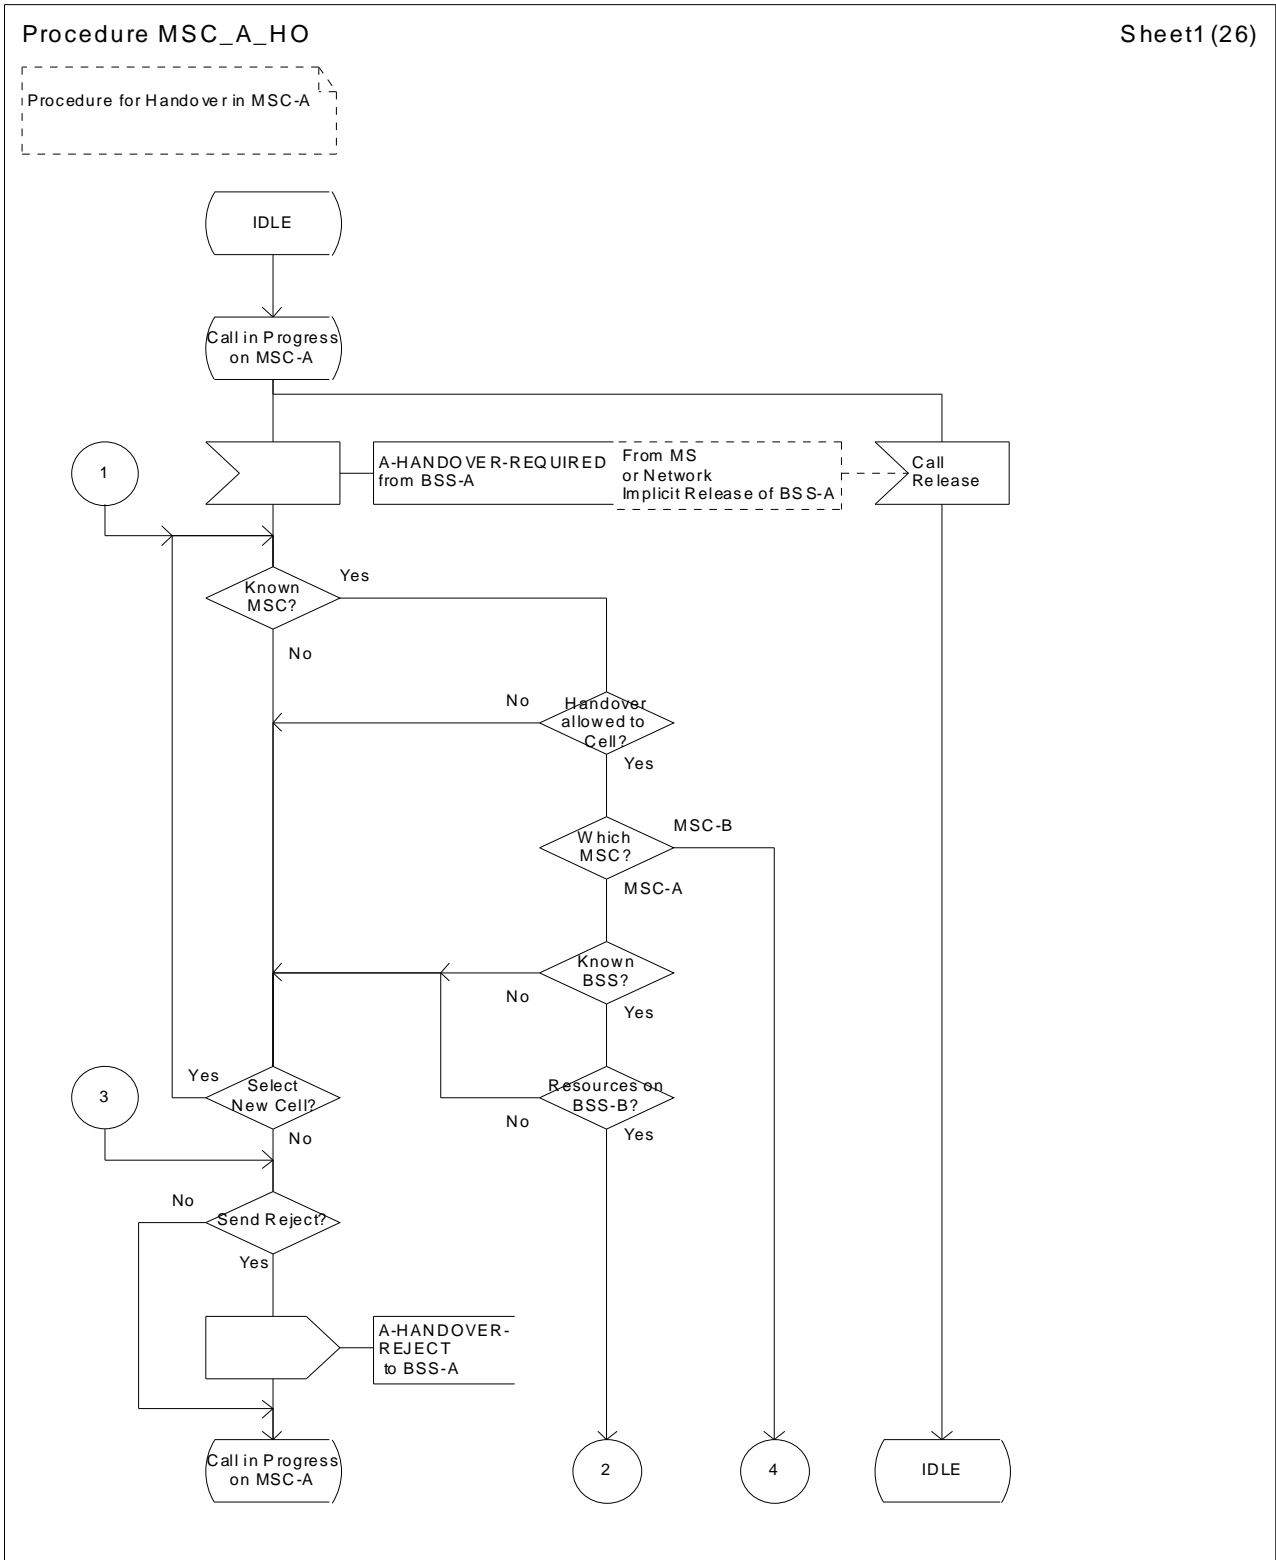 Procedure MSC_A_HO
Sheet1(26)
Procedure for Handover in MSC-A
IDLE
Call in Progress
on MSC-A
1
A-HANDOVER-REQUIRED
from BSS-A
From MS
or Network
Implicit Release of BSS-A
Call
Release
Known
MSC?
Yes
No
Handover
allowed to
Cell?
No
Yes
Which
MSC?
MSC-B
MSC-A
Known
BSS?
No
Yes
3
Yes
Select
New Cell?
No
Resources on
BSS-B?
No
Yes
No
Send Reject?
Yes
A-HANDOVER-
REJECT
to BSS-A
Call in Progress
on MSC-A
2
4
IDLE